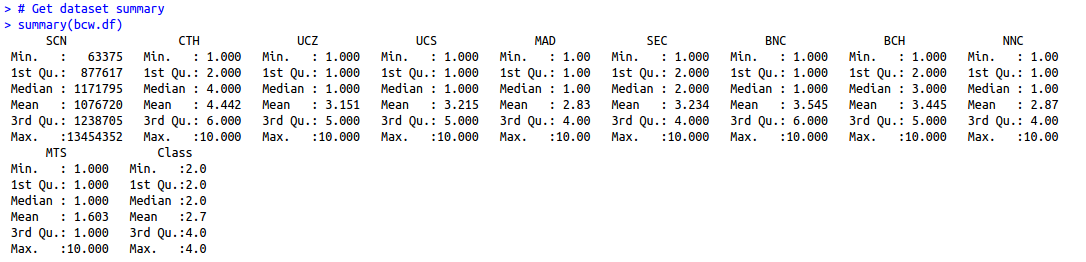 > # Get dataset summary
> summary(bcw.df)
      SCN               CTH              UCZ              UCS              MAD             SEC              BNC              BCH              NNC
 Min.   :   63375   Min.   : 1.000   Min.   : 1.000   Min.   : 1.000   Min.   : 1.00   Min.   : 1.000   Min.   : 1.000   Min.   : 1.000   Min.   : 1.00
 1st Qu.:  877617   1st Qu.: 2.000   1st Qu.: 1.000   1st Qu.: 1.000   1st Qu.: 1.00   1st Qu.: 2.000   1st Qu.: 1.000   1st Qu.: 2.000   1st Qu.: 1.00
 Median : 1171795   Median : 4.000   Median : 1.000   Median : 1.000   Median : 1.00   Median : 2.000   Median : 1.000   Median : 3.000   Median : 1.00
 Mean   : 1076720   Mean   : 4.442   Mean   : 3.151   Mean   : 3.215   Mean   : 2.83   Mean   : 3.234   Mean   : 3.545   Mean   : 3.445   Mean   : 2.87
 3rd Qu.: 1238705   3rd Qu.: 6.000   3rd Qu.: 5.000   3rd Qu.: 5.000   3rd Qu.: 4.00   3rd Qu.: 4.000   3rd Qu.: 6.000   3rd Qu.: 5.000   3rd Qu.: 4.00
 Max.   :13454352   Max.   :10.000   Max.   :10.000   Max.   :10.000   Max.   :10.00   Max.   :10.000   Max.   :10.000   Max.   :10.000   Max.   :10.00
      MTS             Class
 Min.   : 1.000   Min.   :2.0
 1st Qu.: 1.000   1st Qu.:2.0
 Median : 1.000   Median :2.0
 Mean   : 1.603   Mean   :2.7
 3rd Qu.: 1.000   3rd Qu.:4.0
 Max.   :10.000   Max.   :4.0